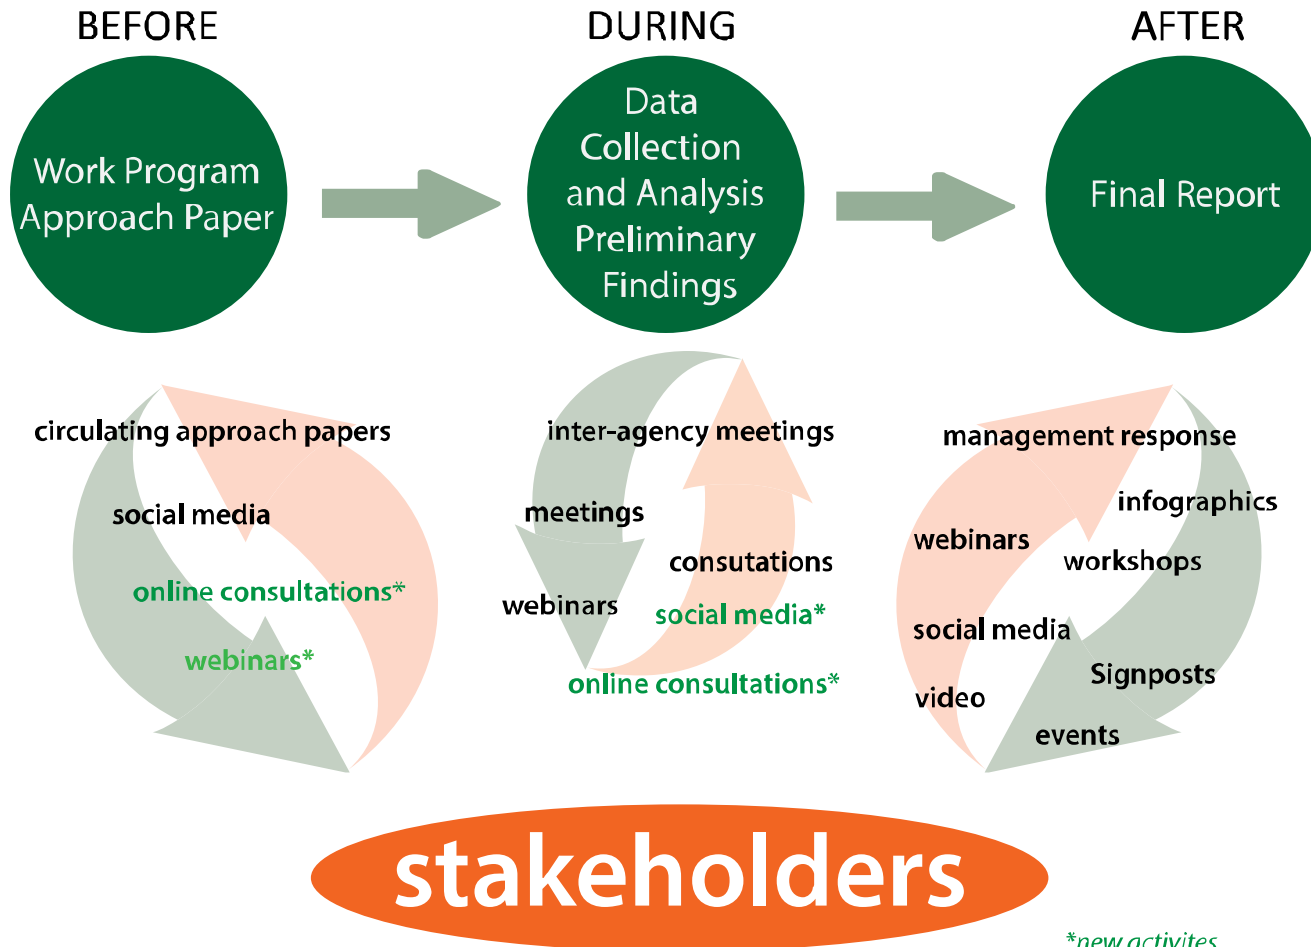 BEFORE
Work Program
Approach Paper
circulating approach papers
social media
online consultations*
webinars*
DURING
Data
Collection
and Analysis
Preliminary
Findings
inter-agency meetings
meetings
consutations
webinars
social media*
online consultations*
AFTER
Final Report
management response
infographics
webinars
workshops
social media
Signposts
video
events
stakeholders
*new activites